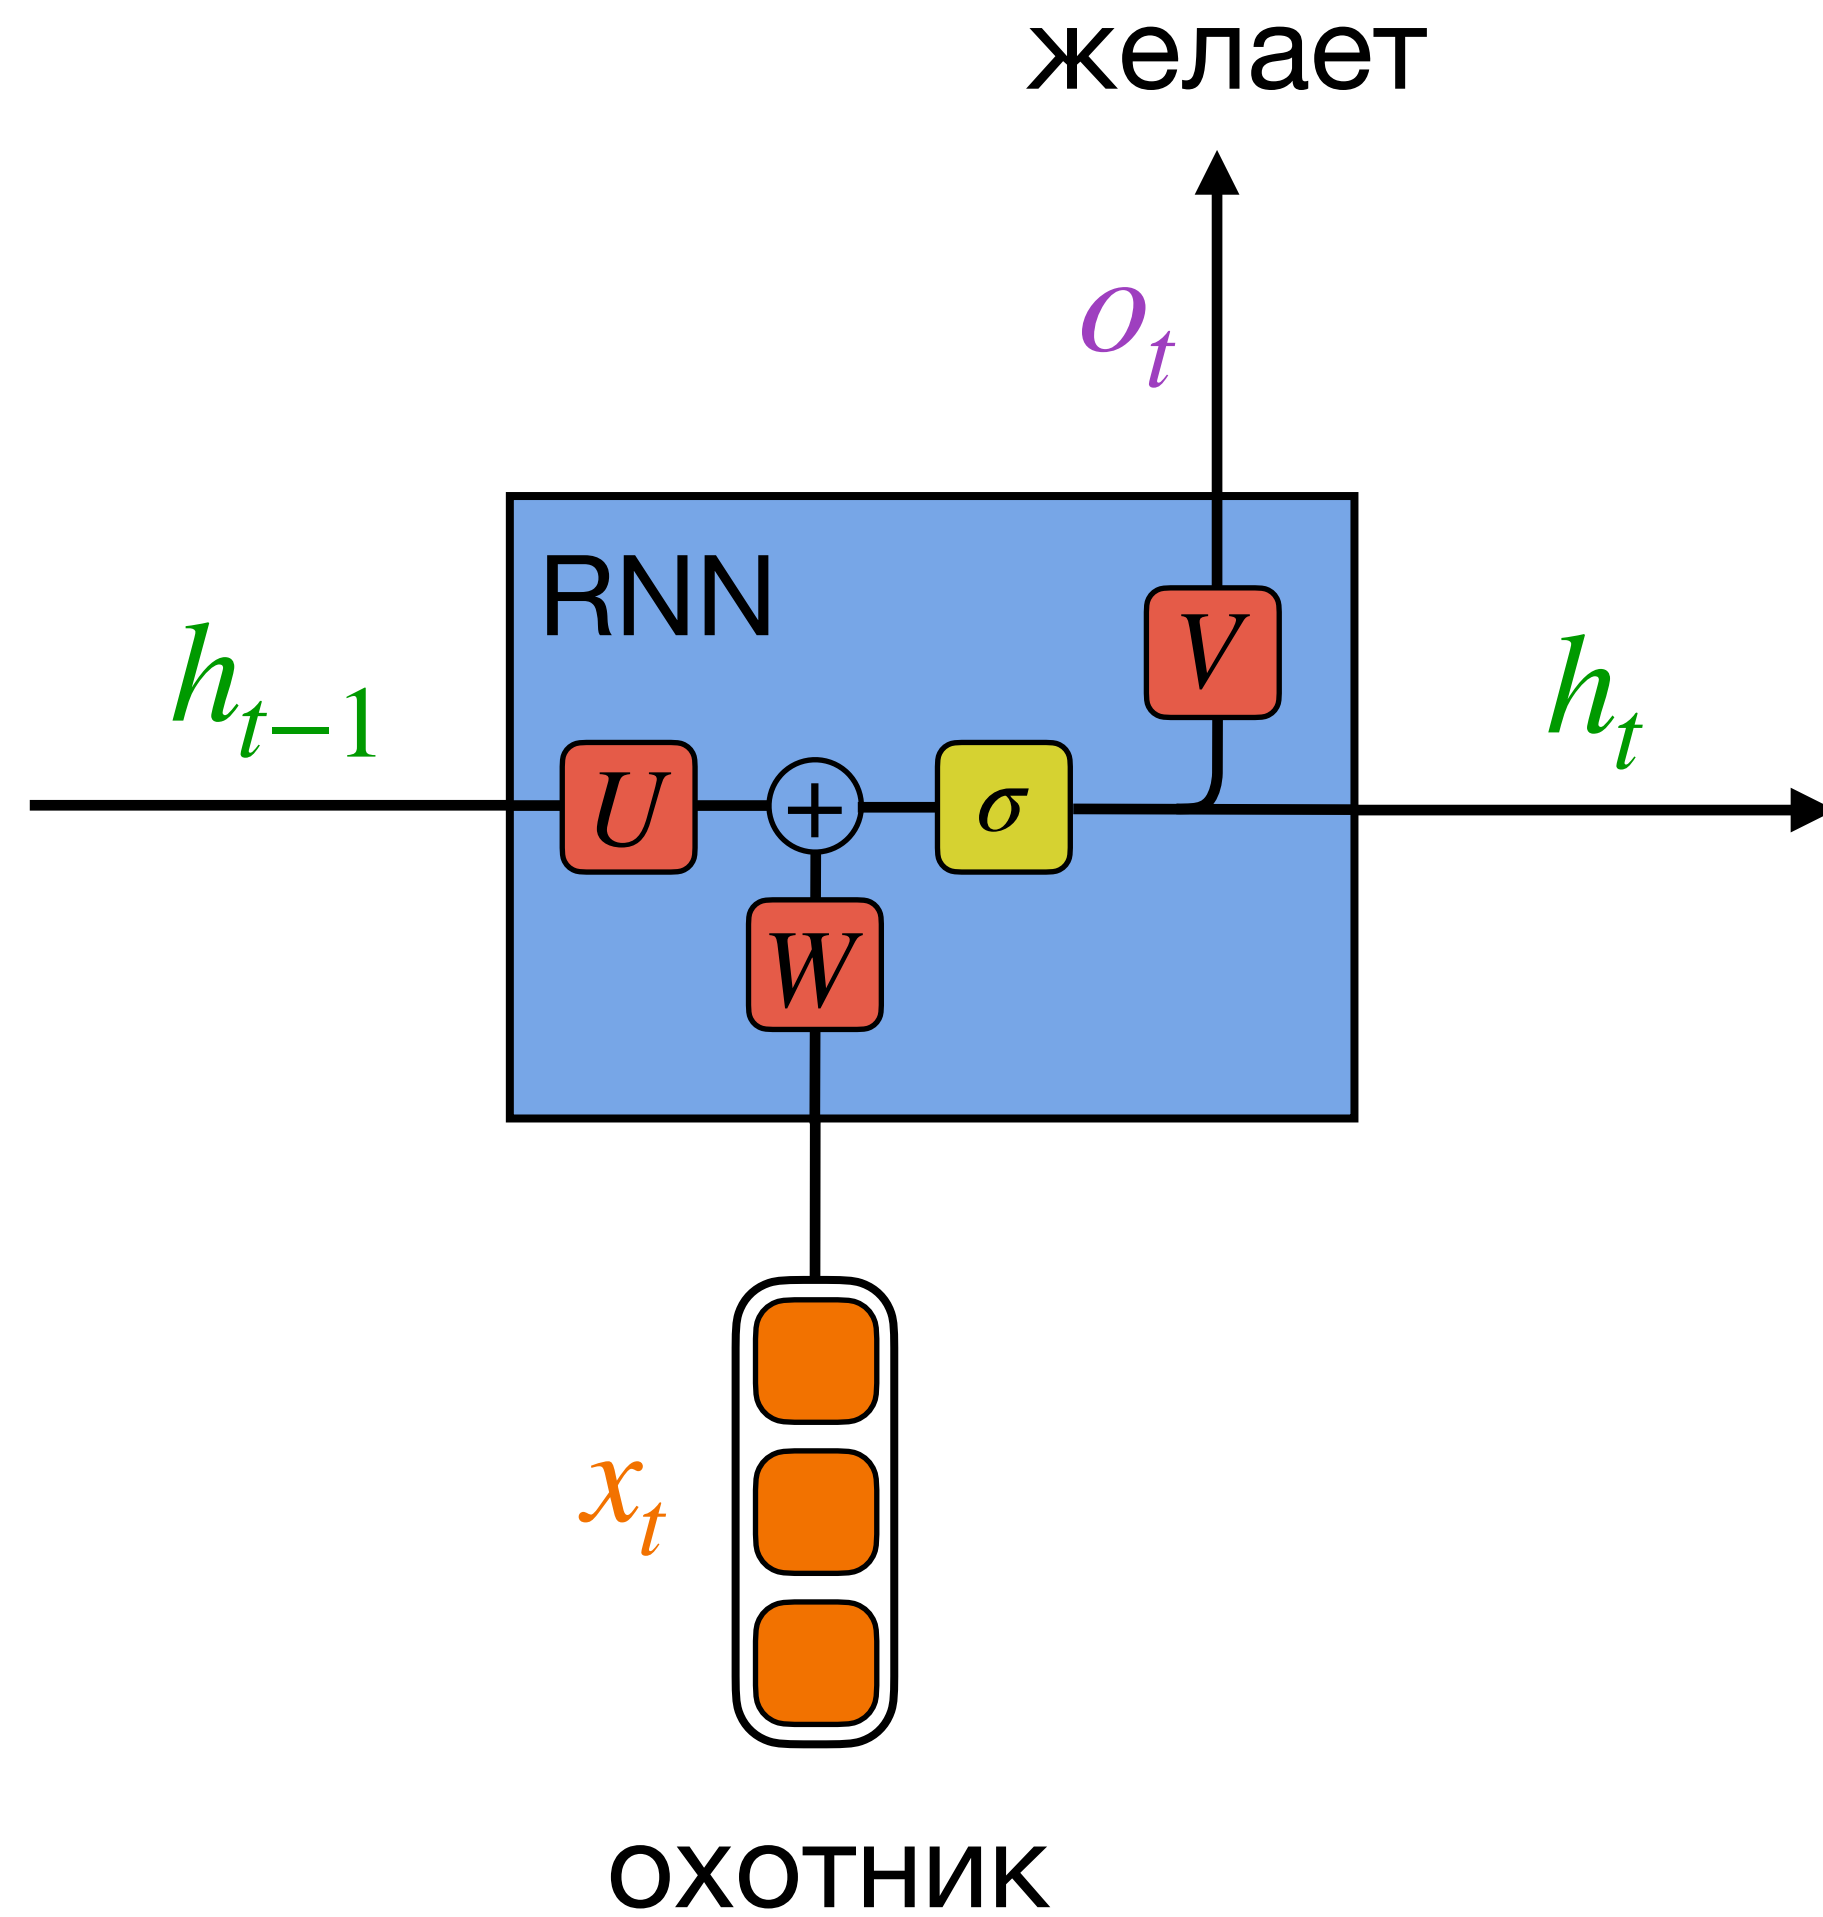 желает
o_t
RNN
V
h_{t-1}
h_t
U + σ
W
x_t
охотник